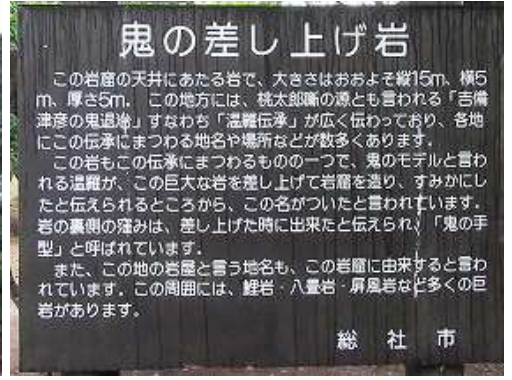 鬼の差し上げ岩
この岩窟の天井にあたる岩で、大きさはおおよそ縦15m、横5
m、厚さ5m. この地方には、桃太郎噺の源とも言われる「吉備
津彦の鬼退治」すなわち「温羅伝承」が広く伝わっており、各地
にこの伝承にまつわる地名や場所などが数多くあります.
この岩もこの伝承にまつわるものの一つで、鬼のモデルと言わ
れる温羅が、この巨大な岩を差し上げて岩窟を造り、すみかにし
たと伝えられるところから、この名がついたと言われています.
岩の裏側の窪みは、差し上げた時に出来たと伝えられ、「鬼の手
型」と呼ばれています.
また、この地の岩屋と言う地名も、この岩窟に由来すると言わ
れています. この周囲には、鯉岩・八畳岩・屏風岩など多くの巨
岩があります.
総社市